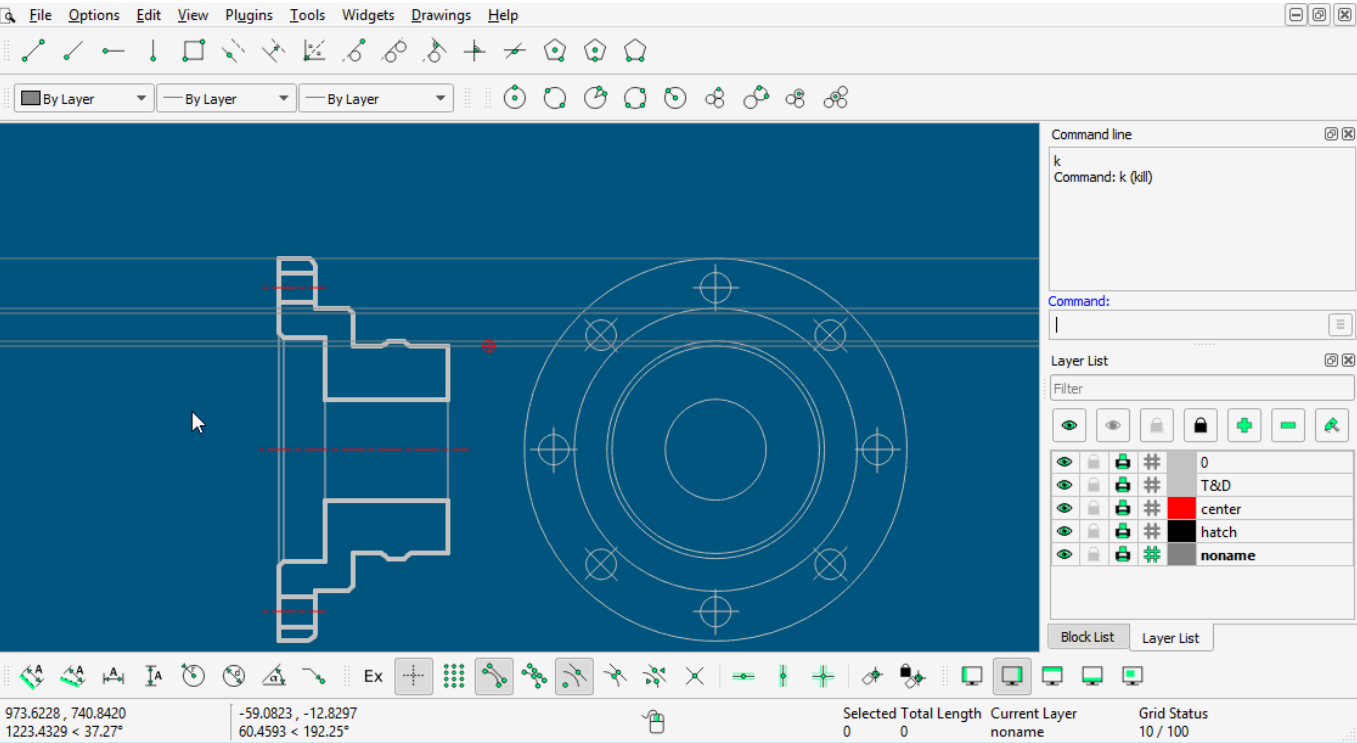 File Options Edit View Plugins Tools Widgets Drawings Help
By Layer By Layer By Layer
Command line
k
Command: k (kill)
Command:
Layer List
Filter
0
T&D
center
hatch
noname
Block List Layer List
Ex
973.6228 , 740.8420 -59.0823 , -12.8297 Selected Total Length Current Layer Grid Status
1223.4329 < 37.27° 60.4593 < 192.25° 0 0 noname 10 / 100